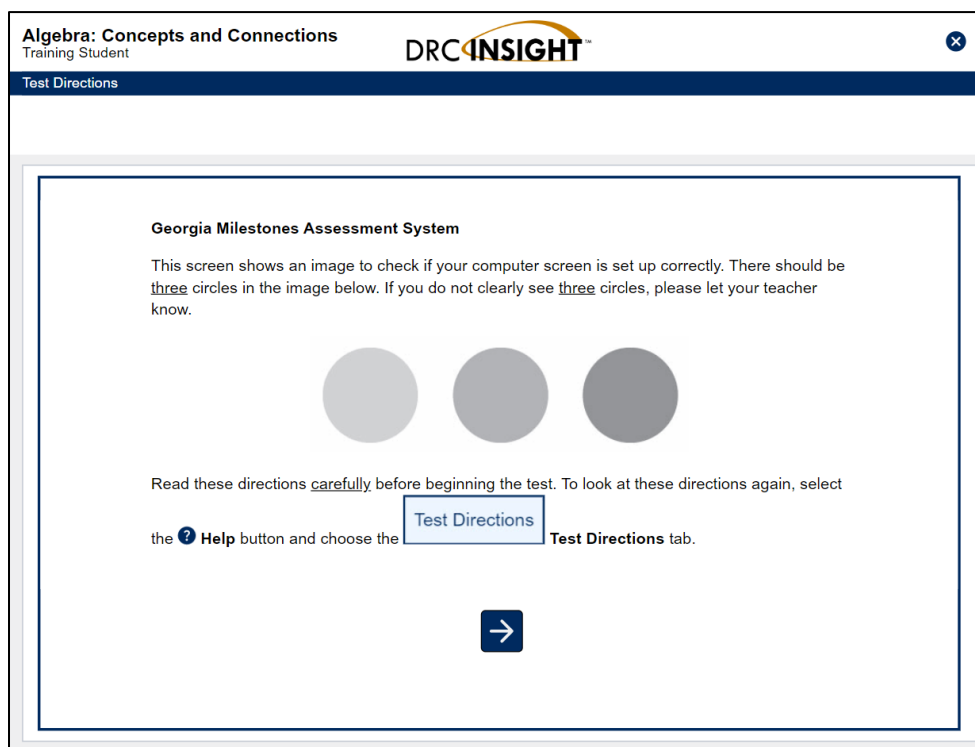 Algebra: Concepts and Connections
Training Student
DRC INSIGHT™
Test Directions
Georgia Milestones Assessment System
This screen shows an image to check if your computer screen is set up correctly. There should be
three circles in the image below. If you do not clearly see three circles, please let your teacher
know.
Read these directions carefully before beginning the test. To look at these directions again, select
the ? Help button and choose the Test Directions Test Directions tab.